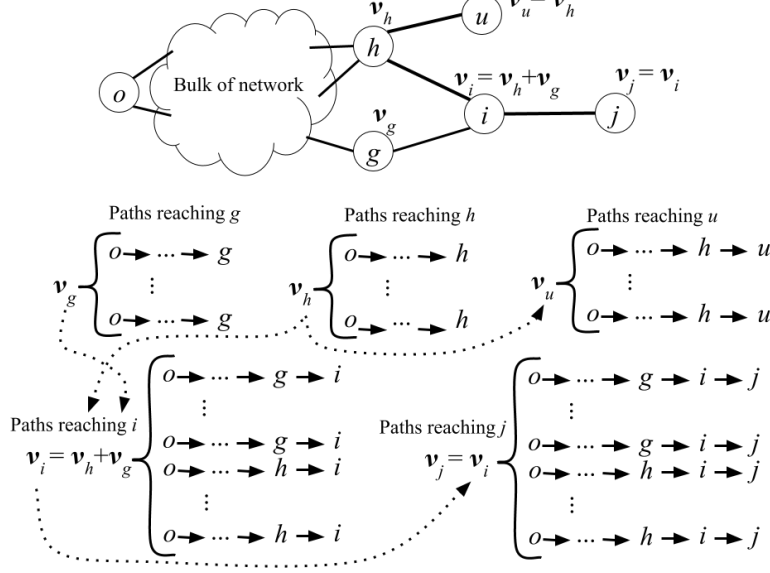 v_h
u
v_u = v_h
h
o
Bulk of network
v_i = v_h + v_g
v_j = v_i
v_g
i
j
g
Paths reaching g
Paths reaching h
Paths reaching u
v_g
o → ... → g
⋮
o → ... → g
v_h
o → ... → h
⋮
o → ... → h
v_u
o → ... → h → u
⋮
o → ... → h → u
Paths reaching i
v_i = v_h + v_g
o → ... → g → i
⋮
o → ... → g → i
o → ... → h → i
⋮
o → ... → h → i
Paths reaching j
v_j = v_i
o → ... → g → i → j
⋮
o → ... → g → i → j
o → ... → h → i → j
⋮
o → ... → h → i → j